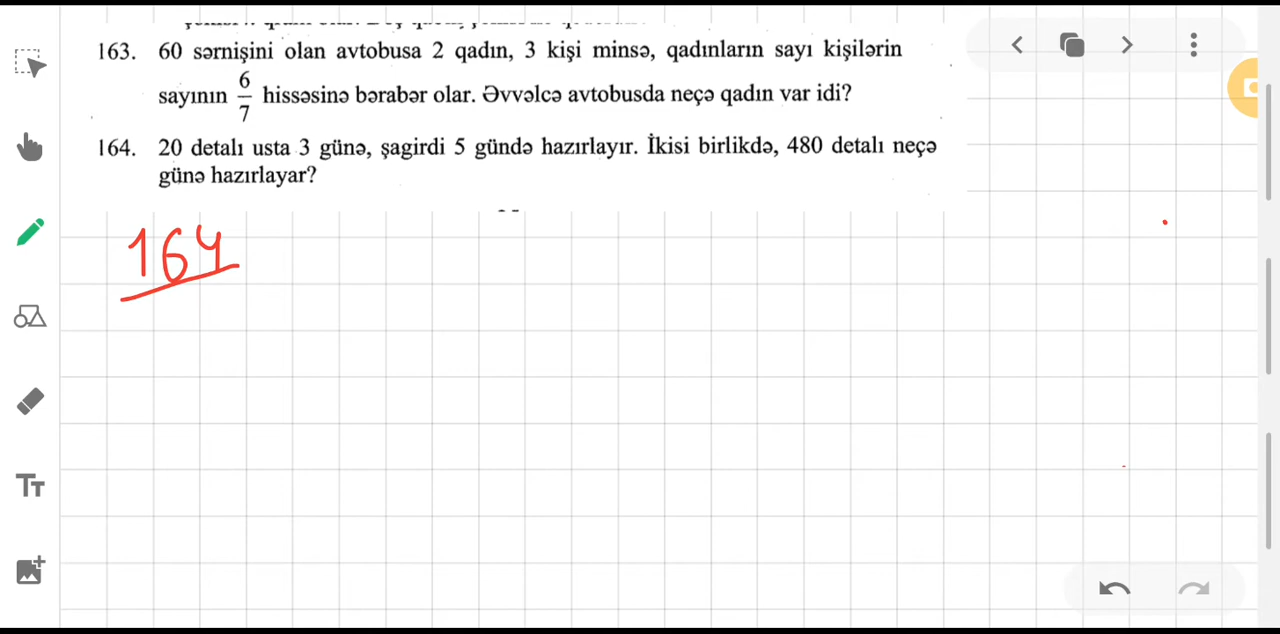 163. 60 sərnişini olan avtobusa 2 qadın, 3 kişi minsə, qadınların sayı kişilərin
sayının 6/7 hissəsinə bərabər olar. Əvvəlcə avtobusda neçə qadın var idi?
164. 20 detalı usta 3 günə, şagirdi 5 gündə hazırlayır. İkisi birlikdə, 480 detalı neçə
günə hazırlayar?
164
TT